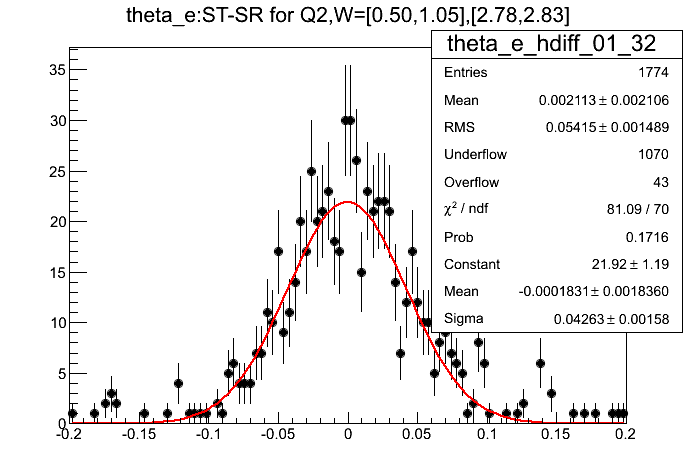 theta_e:ST-SR for Q2,W=[0.50,1.05],[2.78,2.83]
theta_e_hdiff_01_32
Entries 1774
Mean 0.002113 ± 0.002106
RMS 0.05415 ± 0.001489
Underflow 1070
Overflow 43
χ² / ndf 81.09 / 70
Prob 0.1716
Constant 21.92 ± 1.19
Mean -0.0001831 ± 0.0018360
Sigma 0.04263 ± 0.00158
35
30
25
20
15
10
5
0
-0.2 -0.15 -0.1 -0.05 0 0.05 0.1 0.15 0.2